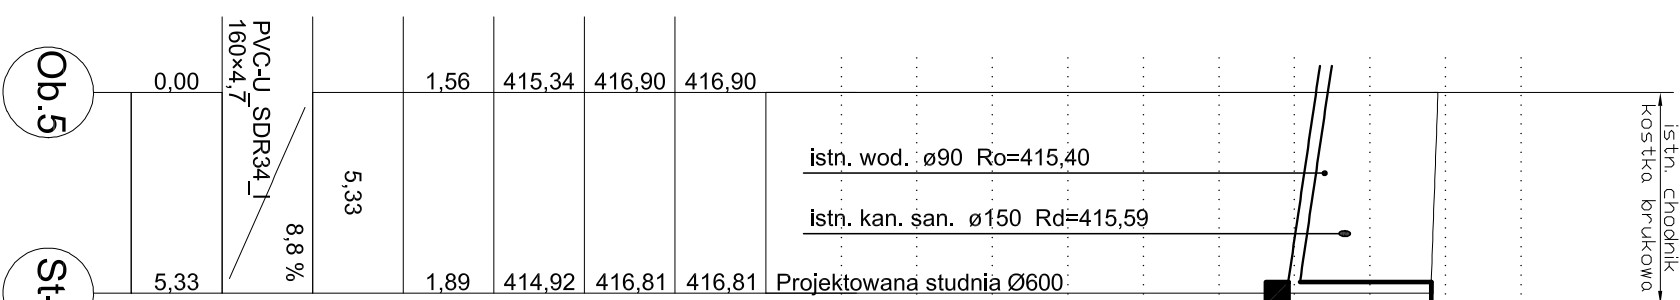 Ob.5
0,00
PVC-U_SDR34_l
160×4,7
1,56
415,34
416,90
416,90
istn. wod. ø90 Ro=415,40
istn. kan. san. ø150 Rd=415,59
istn. chodnik
kostka brukowa
5,33
8,8 %
St-
5,33
1,89
414,92
416,81
416,81
Projektowana studnia Ø600